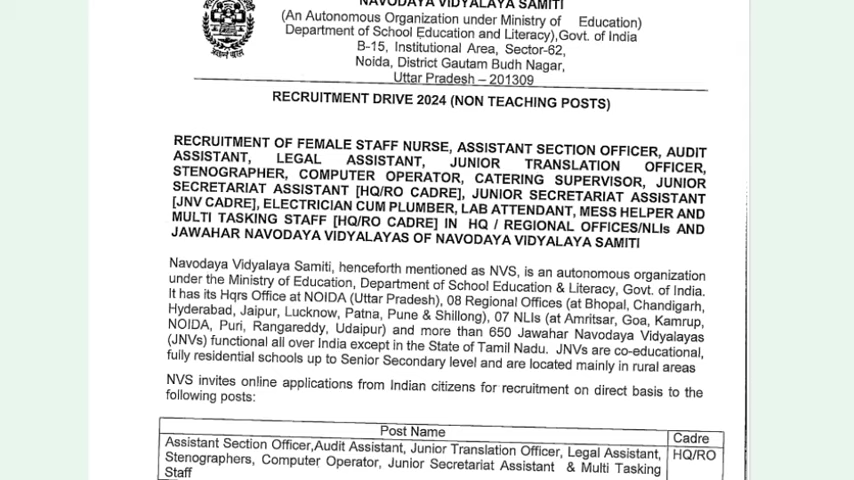 NAVODAYA VIDYALAYA SAMITI
(An Autonomous Organization under Ministry of Education)
Department of School Education and Literacy),Govt. of India
B-15, Institutional Area, Sector-62,
Noida, District Gautam Budh Nagar,
Uttar Pradesh – 201309
RECRUITMENT DRIVE 2024 (NON TEACHING POSTS)
RECRUITMENT OF FEMALE STAFF NURSE, ASSISTANT SECTION OFFICER, AUDIT
ASSISTANT, LEGAL ASSISTANT, JUNIOR TRANSLATION OFFICER,
STENOGRAPHER, COMPUTER OPERATOR, CATERING SUPERVISOR, JUNIOR
SECRETARIAT ASSISTANT [HQ/RO CADRE], JUNIOR SECRETARIAT ASSISTANT
[JNV CADRE], ELECTRICIAN CUM PLUMBER, LAB ATTENDANT, MESS HELPER AND
MULTI TASKING STAFF [HQ/RO CADRE] IN HQ / REGIONAL OFFICES/NLIs AND
JAWAHAR NAVODAYA VIDYALAYAS OF NAVODAYA VIDYALAYA SAMITI
Navodaya Vidyalaya Samiti, henceforth mentioned as NVS, is an autonomous organization
under the Ministry of Education, Department of School Education & Literacy, Govt. of India.
It has its Hqrs Office at NOIDA (Uttar Pradesh), 08 Regional Offices (at Bhopal, Chandigarh,
Hyderabad, Jaipur, Lucknow, Patna, Pune & Shillong), 07 NLIs (at Amritsar, Goa, Kamrup,
NOIDA, Puri, Rangareddy, Udaipur) and more than 650 Jawahar Navodaya Vidyalayas
(JNVs) functional all over India except in the State of Tamil Nadu. JNVs are co-educational,
fully residential schools up to Senior Secondary level and are located mainly in rural areas
NVS invites online applications from Indian citizens for recruitment on direct basis to the
following posts:
Post Name Cadre
Assistant Section Officer,Audit Assistant, Junior Translation Officer, Legal Assistant, HQ/RO
Stenographers, Computer Operator, Junior Secretariat Assistant & Multi Tasking
Staff